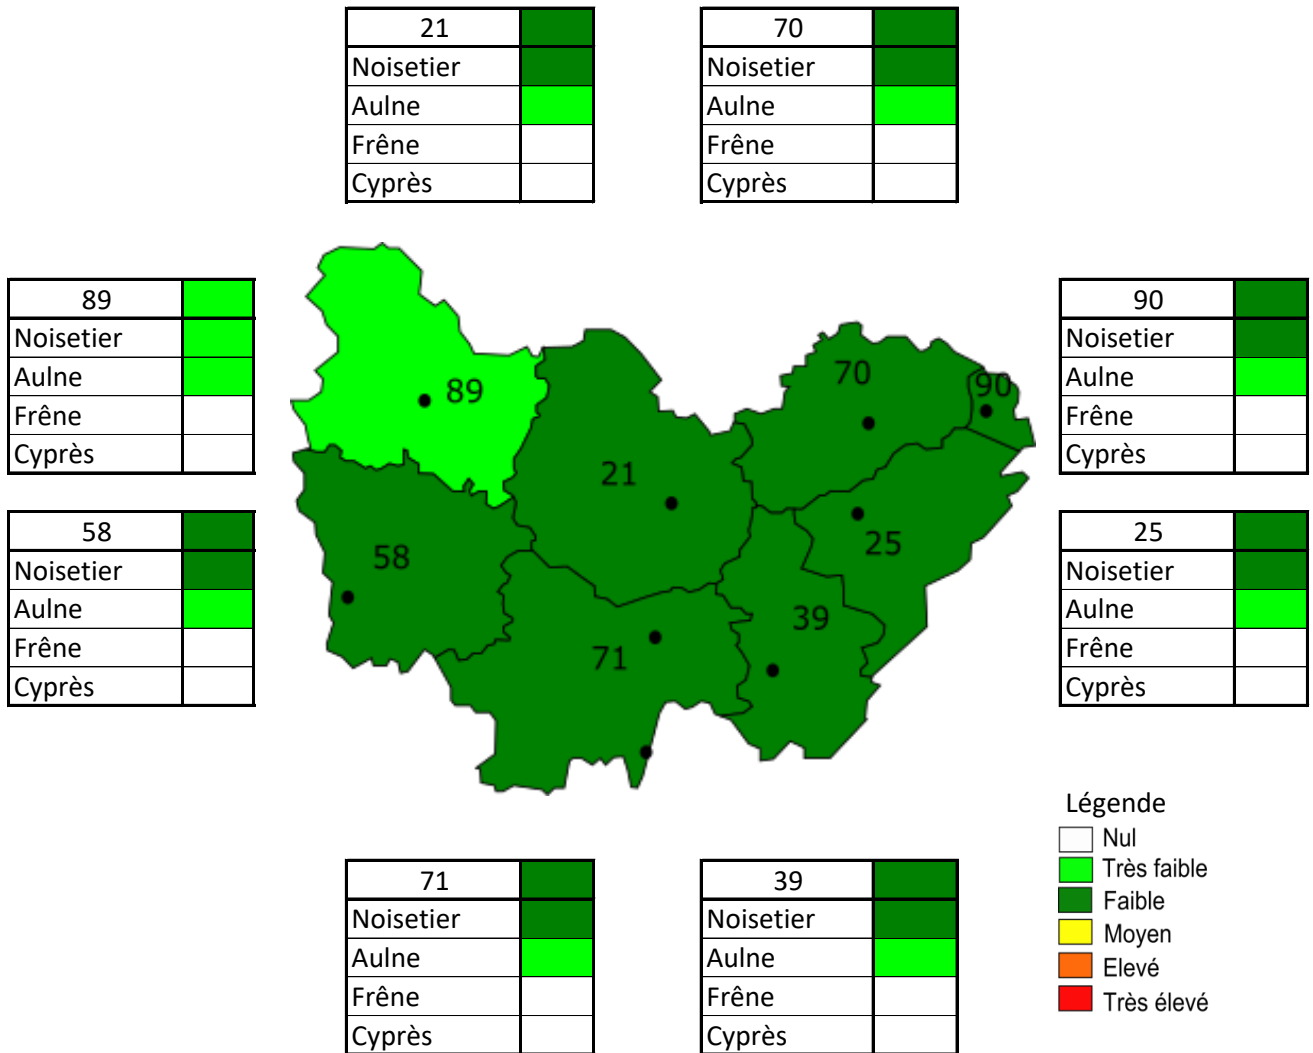 21
Noisetier
Aulne
Frêne
Cyprès
70
Noisetier
Aulne
Frêne
Cyprès
89
Noisetier
Aulne
Frêne
Cyprès
58
Noisetier
Aulne
Frêne
Cyprès
89
70
90
21
58
25
39
71
90
Noisetier
Aulne
Frêne
Cyprès
25
Noisetier
Aulne
Frêne
Cyprès
71
Noisetier
Aulne
Frêne
Cyprès
39
Noisetier
Aulne
Frêne
Cyprès
Légende
Nul
Très faible
Faible
Moyen
Elevé
Très élevé